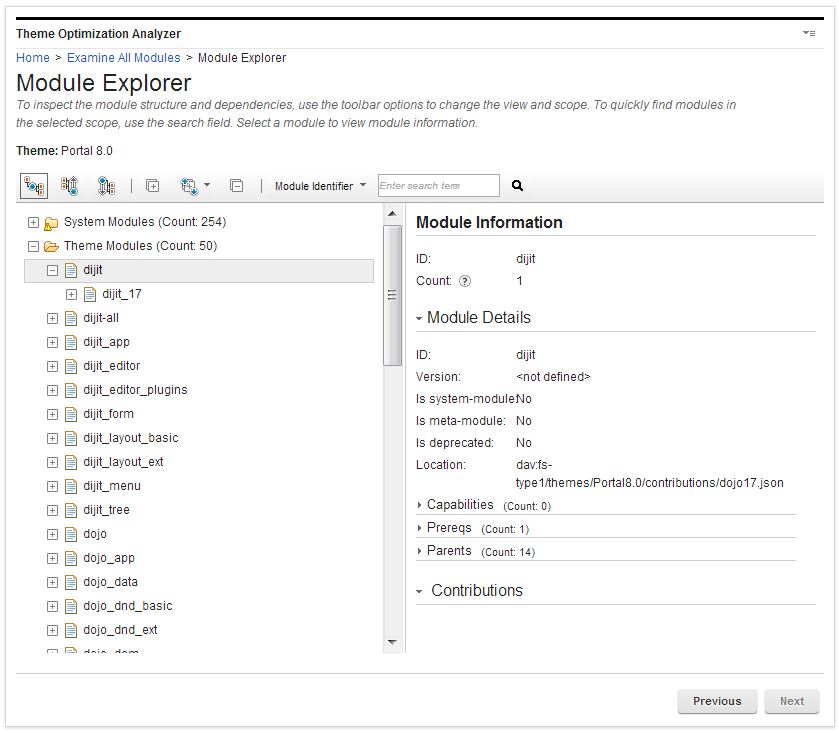 Theme Optimization Analyzer
Home > Examine All Modules > Module Explorer
Module Explorer
To inspect the module structure and dependencies, use the toolbar options to change the view and scope. To quickly find modules in
the selected scope, use the search field. Select a module to view module information.
Theme: Portal 8.0
Module Identifier
Enter search term
System Modules (Count: 254)
Theme Modules (Count: 50)
dijit
dijit_17
dijit-all
dijit_app
dijit_editor
dijit_editor_plugins
dijit_form
dijit_layout_basic
dijit_layout_ext
dijit_menu
dijit_tree
dojo
dojo_app
dojo_data
dojo_dnd_basic
dojo_dnd_ext
Module Information
ID: dijit
Count: ? 1
Module Details
ID: dijit
Version: <not defined>
Is system-module: No
Is meta-module: No
Is deprecated: No
Location: dav:fs-
type1/themes/Portal8.0/contributions/dojo17.json
Capabilities (Count: 0)
Prereqs (Count: 1)
Parents (Count: 14)
Contributions
Previous Next